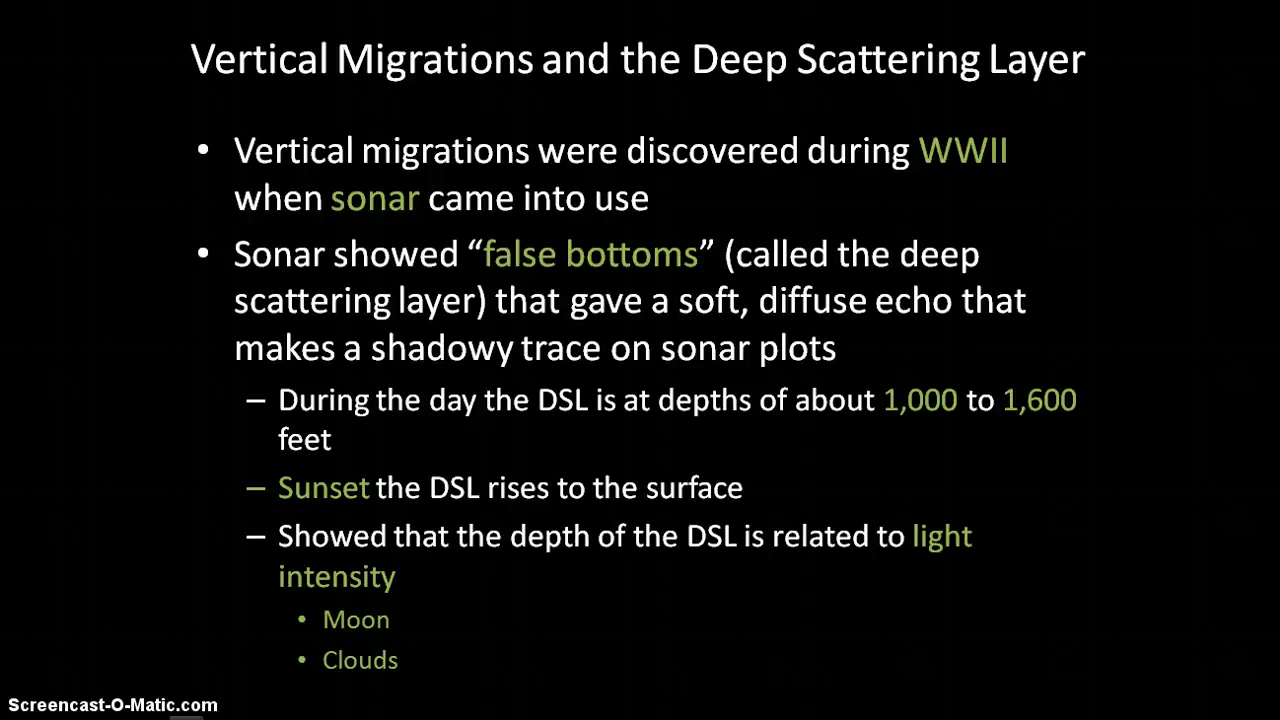 Vertical Migrations and the Deep Scattering Layer
• Vertical migrations were discovered during WWII
when sonar came into use
• Sonar showed “false bottoms” (called the deep
scattering layer) that gave a soft, diffuse echo that
makes a shadowy trace on sonar plots
– During the day the DSL is at depths of about 1,000 to 1,600
feet
– Sunset the DSL rises to the surface
– Showed that the depth of the DSL is related to light
intensity
• Moon
• Clouds
Screencast-O-Matic.com